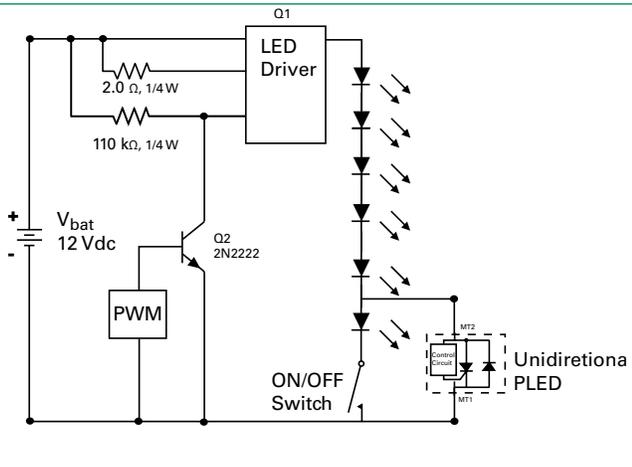 Q1
LED
Driver
2.0 Ω, 1/4 W
110 kΩ, 1/4 W
+
Vbat
12 Vdc
-
Q2
2N2222
PWM
MT2
Control
Circuit
Unidiretiona
PLED
MT1
ON/OFF
Switch